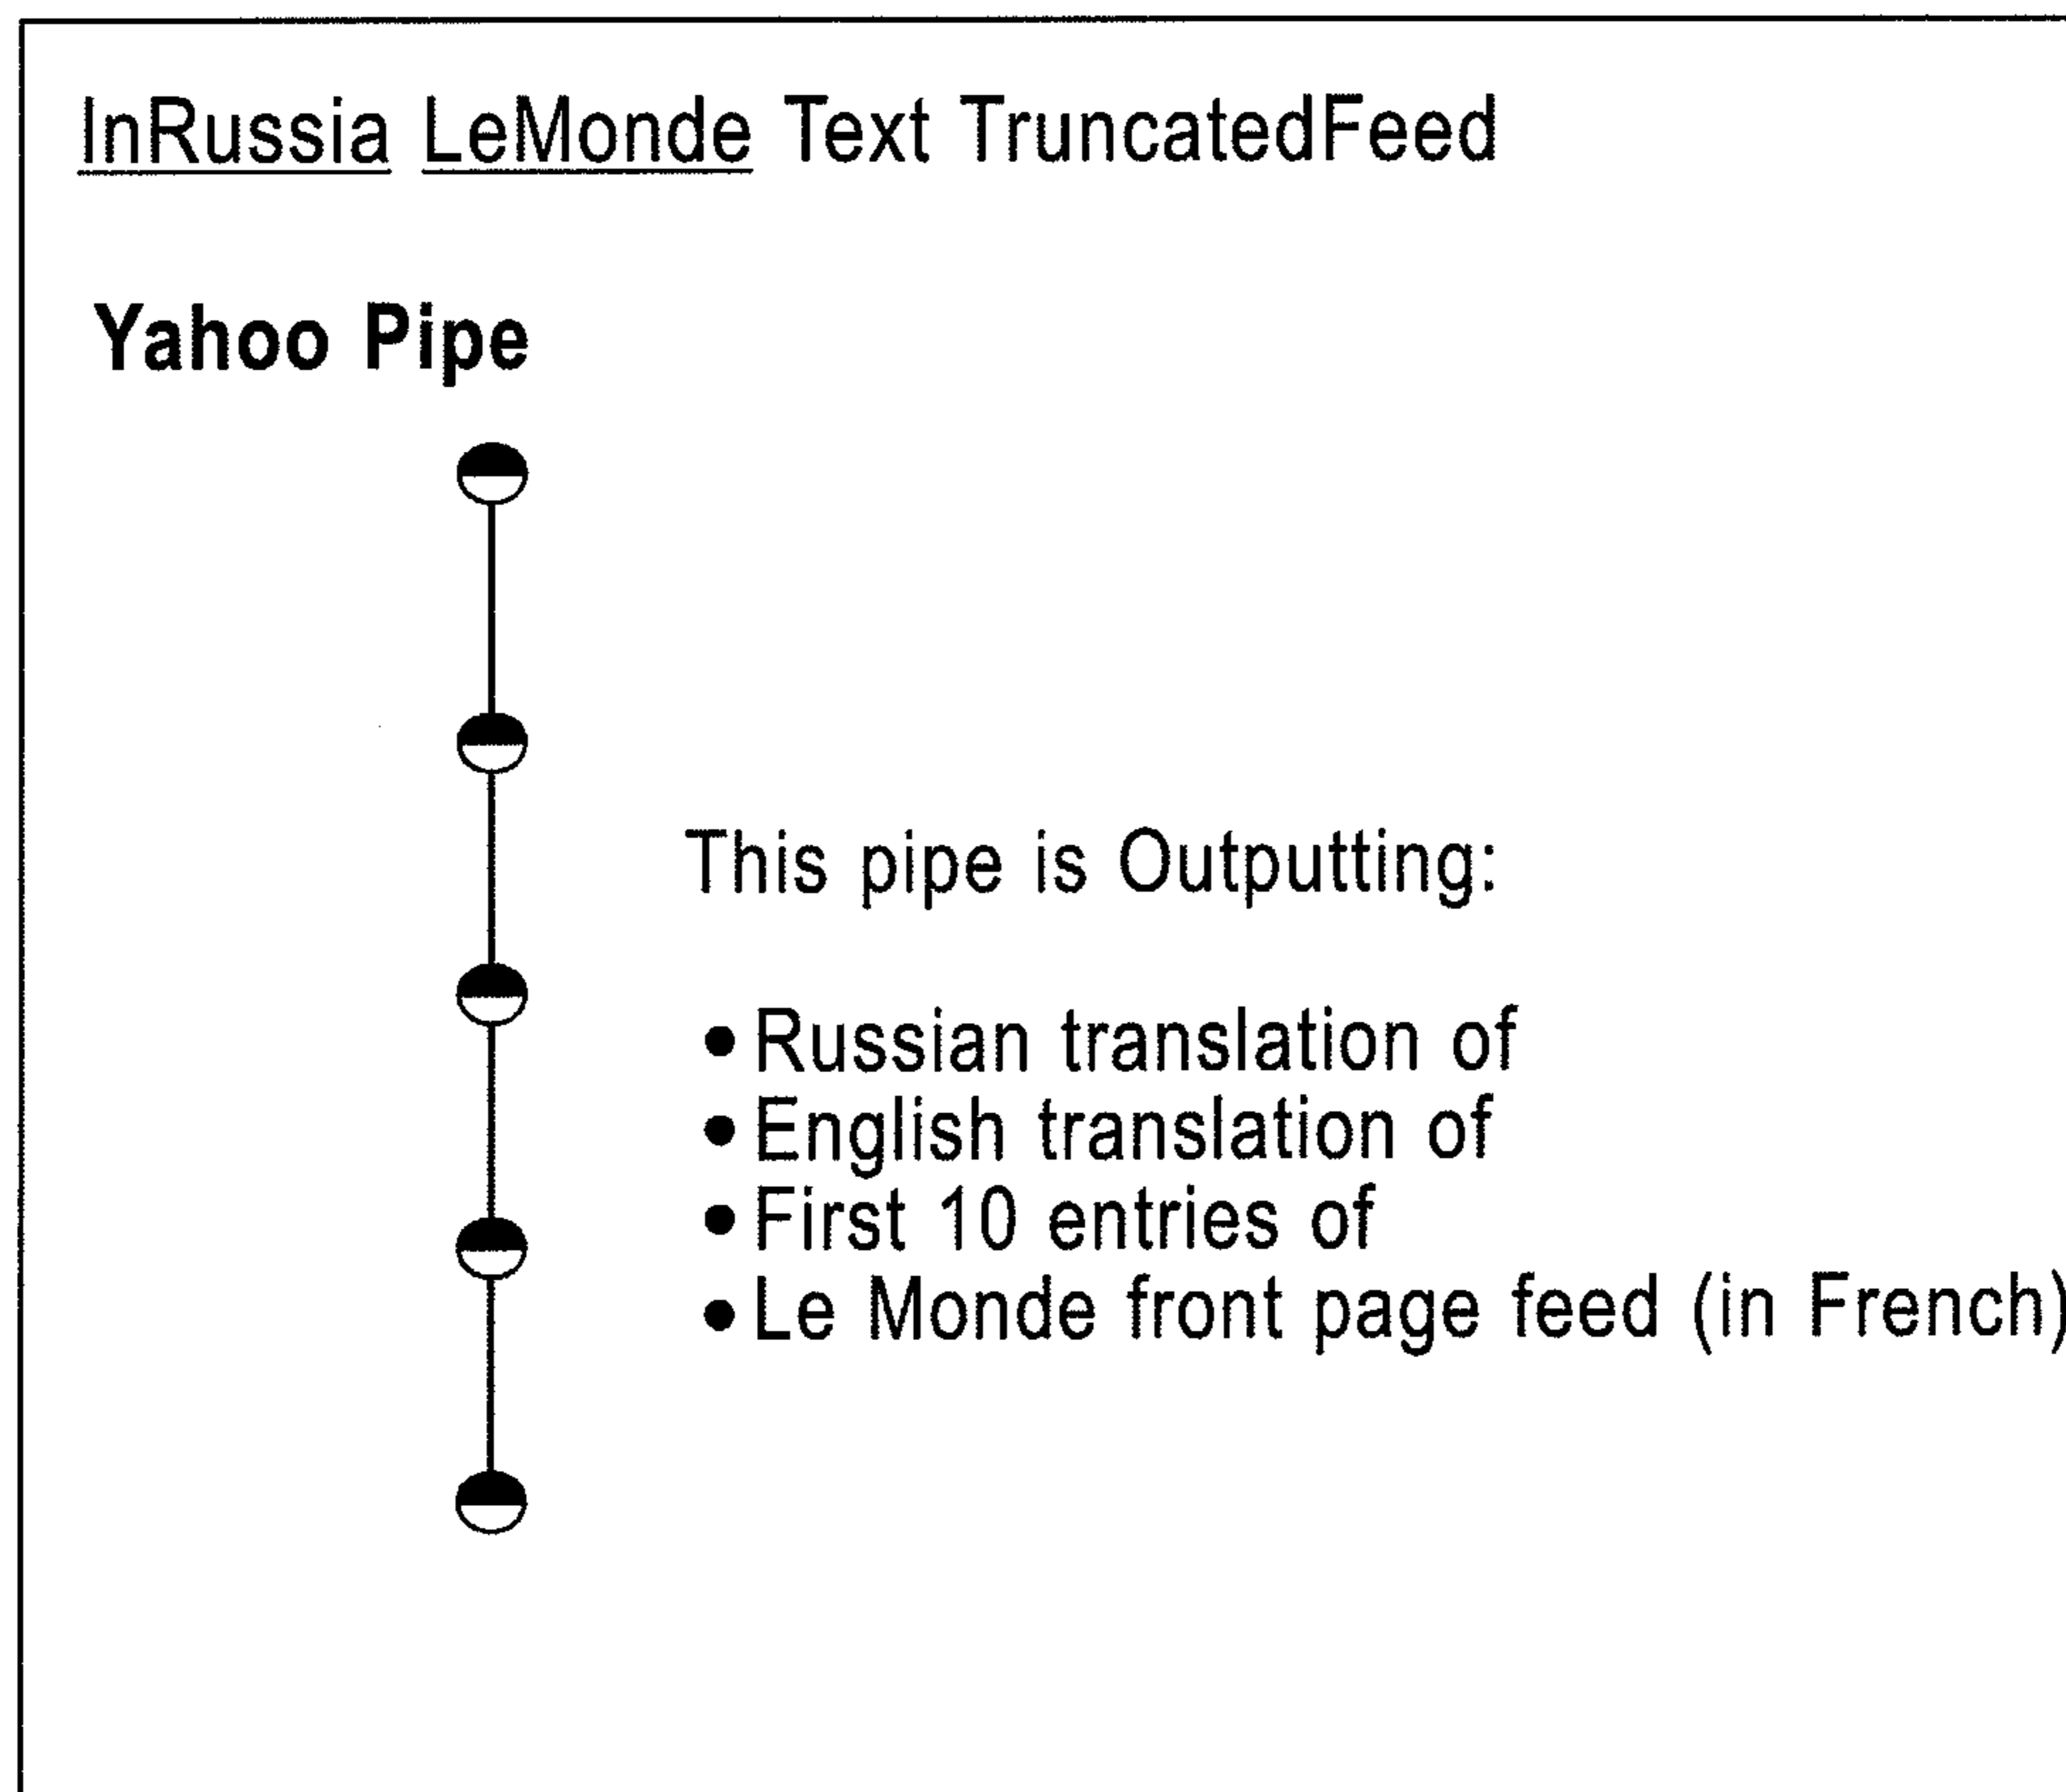 InRussia LeMonde Text TruncatedFeed
Yahoo Pipe
This pipe is Outputting:
• Russian translation of
• English translation of
• First 10 entries of
• Le Monde front page feed (in French)